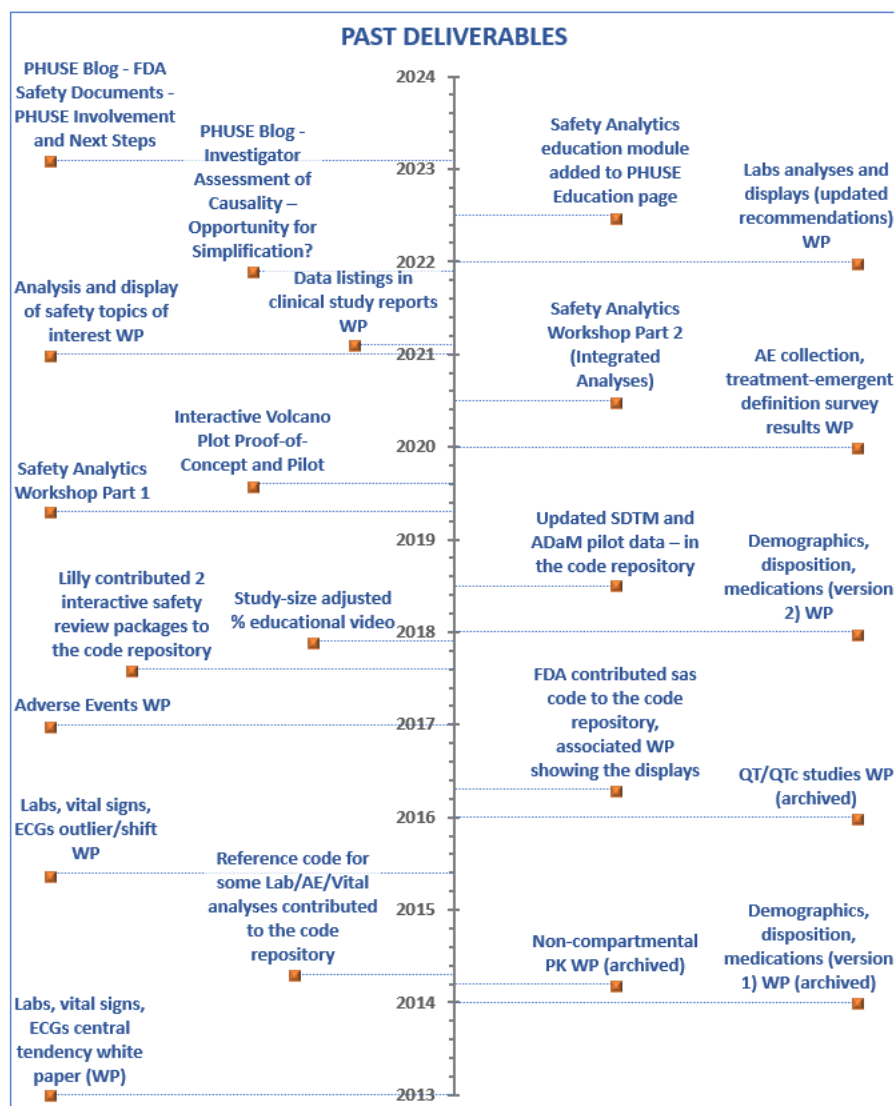 PAST DELIVERABLES
PHUSE Blog - FDA
Safety Documents -
PHUSE Involvement
and Next Steps
2024
PHUSE Blog -
Investigator
Assessment of
Causality –
Opportunity for
Simplification?
Safety Analytics
education module
added to PHUSE
Education page
2023
Labs analyses and
displays (updated
recommendations)
WP
2022
Analysis and display
of safety topics of
interest WP
Data listings in
clinical study reports
WP
2021
Safety Analytics
Workshop Part 2
(Integrated
Analyses)
AE collection,
treatment-emergent
definition survey
results WP
Interactive Volcano
Plot Proof-of-
Concept and Pilot
2020
Safety Analytics
Workshop Part 1
2019
Updated SDTM and
ADaM pilot data – in
the code repository
Demographics,
disposition,
medications (version
2) WP
Lilly contributed 2
interactive safety
review packages to
the code repository
Study-size adjusted
% educational video
2018
Adverse Events WP
2017
FDA contributed sas
code to the code
repository,
associated WP
showing the displays
QT/QTc studies WP
(archived)
2016
Labs, vital signs,
ECGs outlier/shift
WP
Reference code for
some Lab/AE/Vital
analyses contributed
to the code
repository
2015
Non-compartmental
PK WP (archived)
Demographics,
disposition,
medications (version
1) WP (archived)
2014
Labs, vital signs,
ECGs central
tendency white
paper (WP)
2013